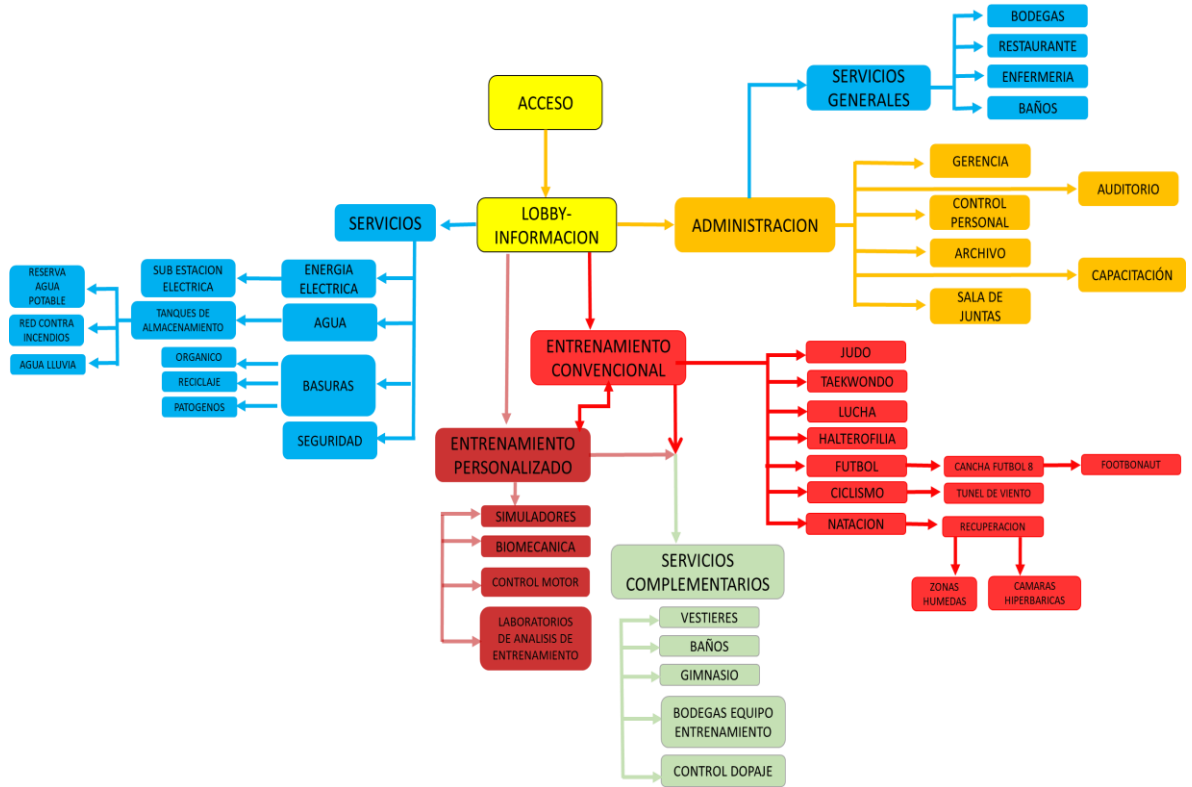 BODEGAS
RESTAURANTE
ENFERMERIA
BAÑOS
SERVICIOS
GENERALES
ACCESO
GERENCIA
AUDITORIO
CONTROL
PERSONAL
ARCHIVO
CAPACITACIÓN
SALA DE
JUNTAS
ADMINISTRACION
LOBBY-
INFORMACION
SERVICIOS
ENERGIA
ELECTRICA
SUB ESTACION
ELECTRICA
AGUA
TANQUES DE
ALMACENAMIENTO
RESERVA
AGUA
POTABLE
RED CONTRA
INCENDIOS
AGUA LLUVIA
BASURAS
ORGANICO
RECICLAJE
PATOGENOS
SEGURIDAD
ENTRENAMIENTO
CONVENCIONAL
JUDO
TAEKWONDO
LUCHA
HALTEROFILIA
FUTBOL
CANCHA FUTBOL 8
FOOTBONAUT
CICLISMO
TUNEL DE VIENTO
NATACION
RECUPERACION
ZONAS
HUMEDAS
CAMARAS
HIPERBARICAS
ENTRENAMIENTO
PERSONALIZADO
SIMULADORES
BIOMECANICA
CONTROL MOTOR
LABORATORIOS
DE ANALISIS DE
ENTRENAMIENTO
SERVICIOS
COMPLEMENTARIOS
VESTIERES
BAÑOS
GIMNASIO
BODEGAS EQUIPO
ENTRENAMIENTO
CONTROL DOPAJE